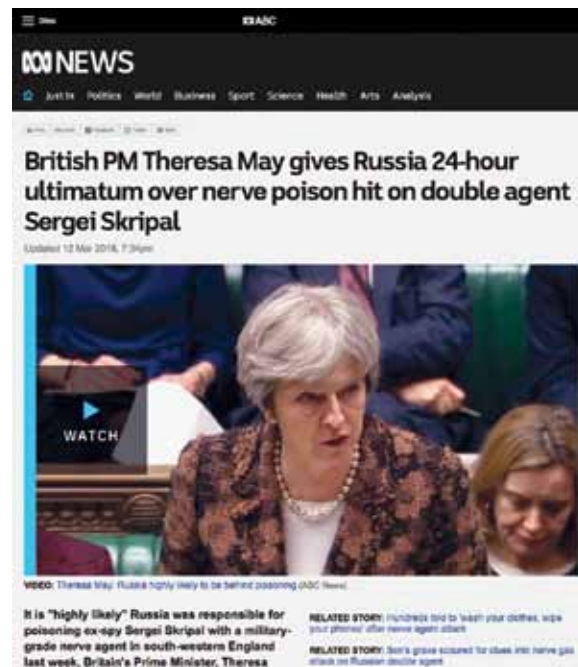 ABC
NEWS
Just In Politics World Business Sport Science Health Arts Analysis
British PM Theresa May gives Russia 24-hour
ultimatum over nerve poison hit on double agent
Sergei Skripal
Updated 12 Mar 2018,
WATCH
VIDEO: Theresa May: Russia highly likely to be behind poisoning (ABC News)
It is "highly likely" Russia was responsible for
poisoning ex-spy Sergei Skripal with a military-
grade nerve agent in south-western England
last week, Britain's Prime Minister, Theresa
RELATED STORY: Hundreds told to 'wash your clothes, wipe
your phones' after nerve agent attack
RELATED STORY: Son's grave scoured for clues into nerve gas
attack on Russian double agent